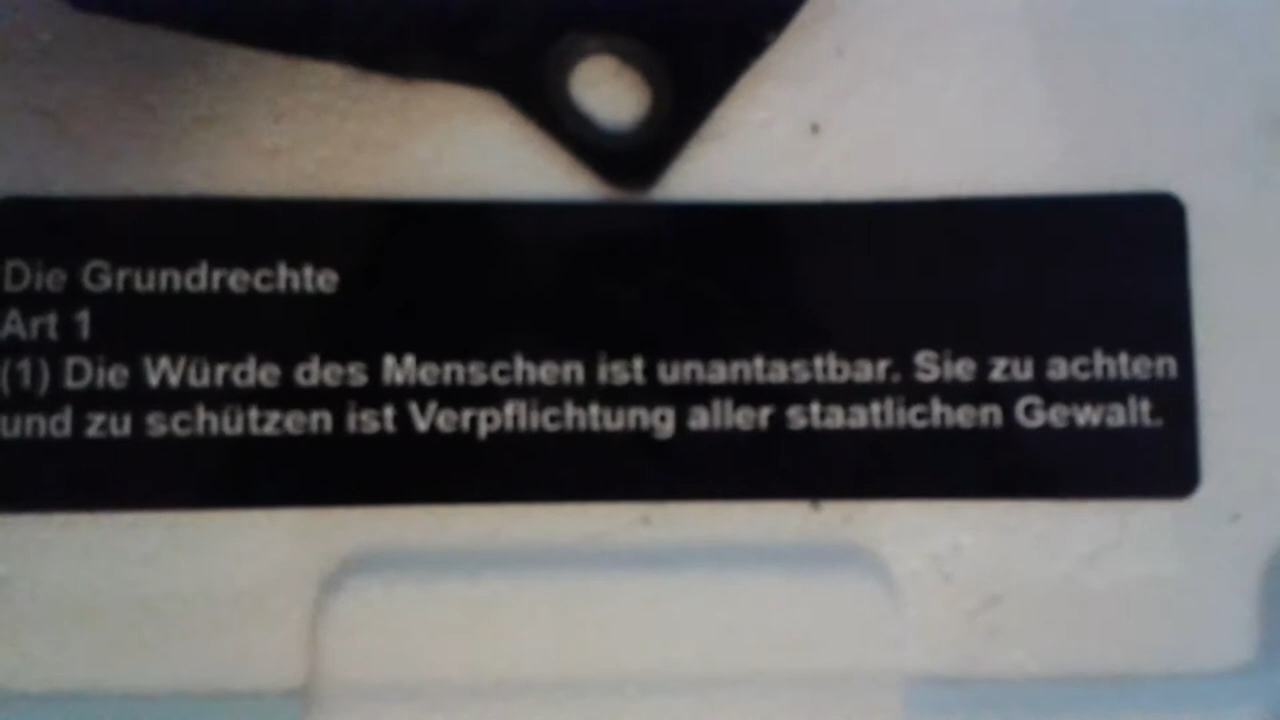 Die Grundrechte
Art 1
(1) Die Würde des Menschen ist unantastbar. Sie zu achten
und zu schützen ist Verpflichtung aller staatlichen Gewalt.